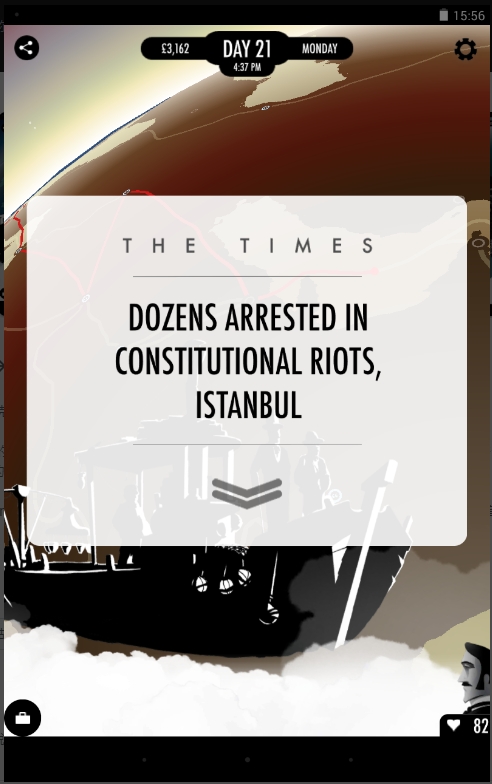 15:56
£3,162
DAY 21
MONDAY
4:37 PM
THE TIMES
DOZENS ARRESTED IN
CONSTITUTIONAL RIOTS,
ISTANBUL
82